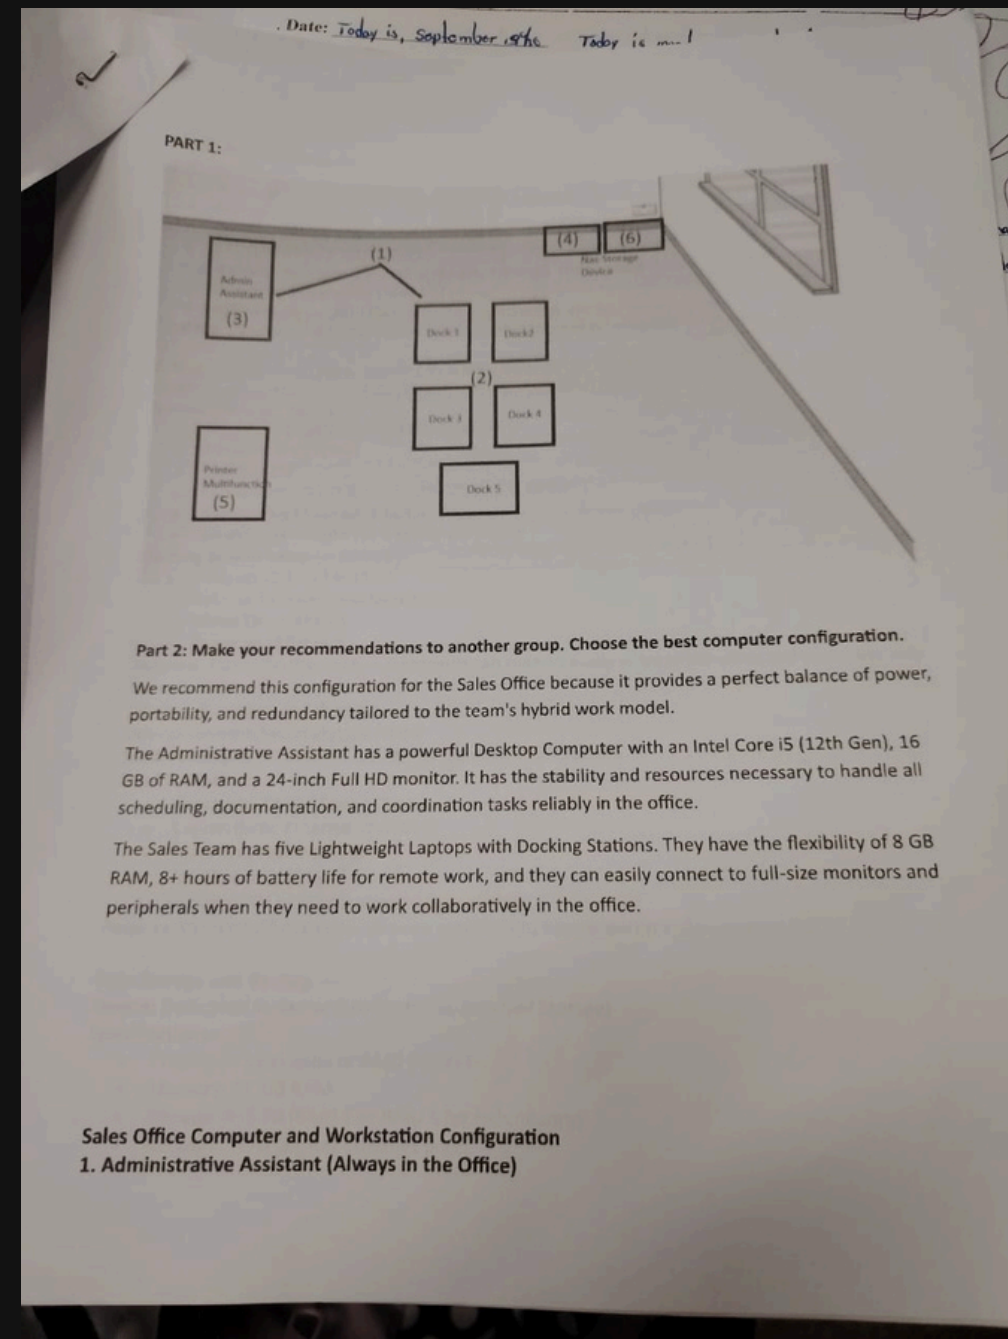 Date: Today is, September, Today is
PART 1:
(1)
(4) (6)
Nas Storage
Device
Admin
Assistant
(3)
Dock 1 Dock2
(2)
Dock 3 Dock 4
Printer
Multifunction
(5)
Dock 5
Part 2: Make your recommendations to another group. Choose the best computer configuration.
We recommend this configuration for the Sales Office because it provides a perfect balance of power,
portability, and redundancy tailored to the team's hybrid work model.
The Administrative Assistant has a powerful Desktop Computer with an Intel Core i5 (12th Gen), 16
GB of RAM, and a 24-inch Full HD monitor. It has the stability and resources necessary to handle all
scheduling, documentation, and coordination tasks reliably in the office.
The Sales Team has five Lightweight Laptops with Docking Stations. They have the flexibility of 8 GB
RAM, 8+ hours of battery life for remote work, and they can easily connect to full-size monitors and
peripherals when they need to work collaboratively in the office.
Sales Office Computer and Workstation Configuration
1. Administrative Assistant (Always in the Office)